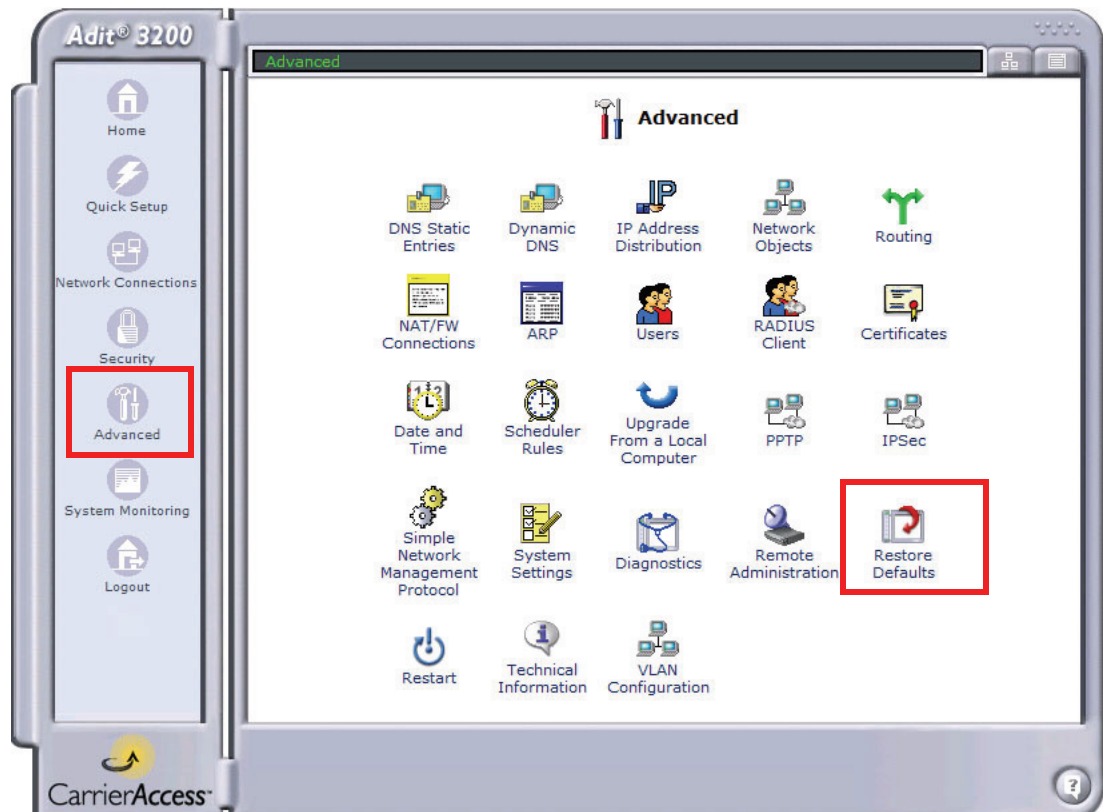 Adit® 3200
Home
Quick Setup
Network Connections
Security
Advanced
System Monitoring
Logout
CarrierAccess™
Advanced
Advanced
DNS Static
Entries
Dynamic
DNS
IP Address
Distribution
Network
Objects
Routing
NAT/FW
Connections
ARP
Users
RADIUS
Client
Certificates
Date and
Time
Scheduler
Rules
Upgrade
From a Local
Computer
PPTP
IPSec
Simple
Network
Management
Protocol
System
Settings
Diagnostics
Remote
Administration
Restore
Defaults
Restart
Technical
Information
VLAN
Configuration